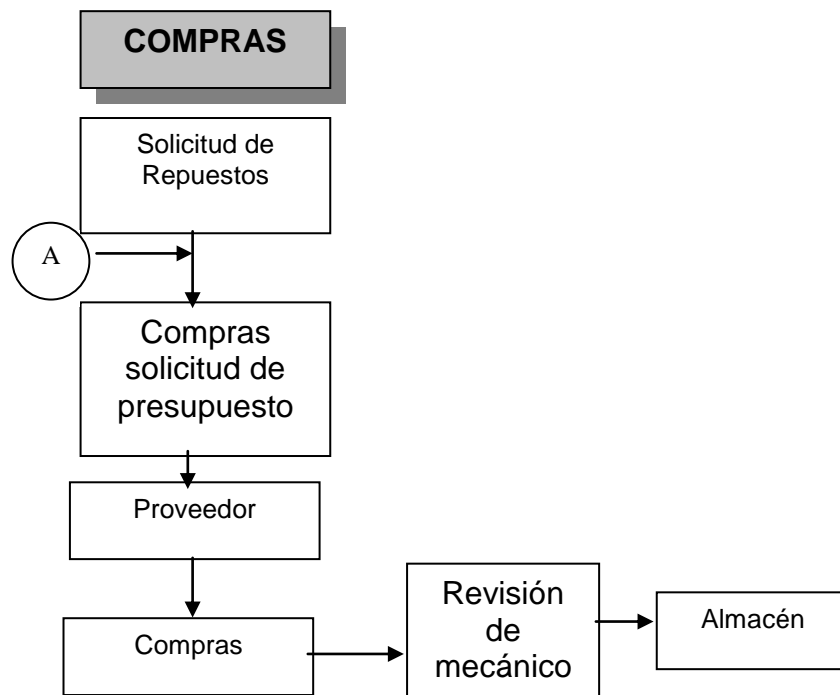 COMPRAS
Solicitud de
Repuestos
A
Compras
solicitud de
presupuesto
Proveedor
Compras
Revisión
de
mecánico
Almacén